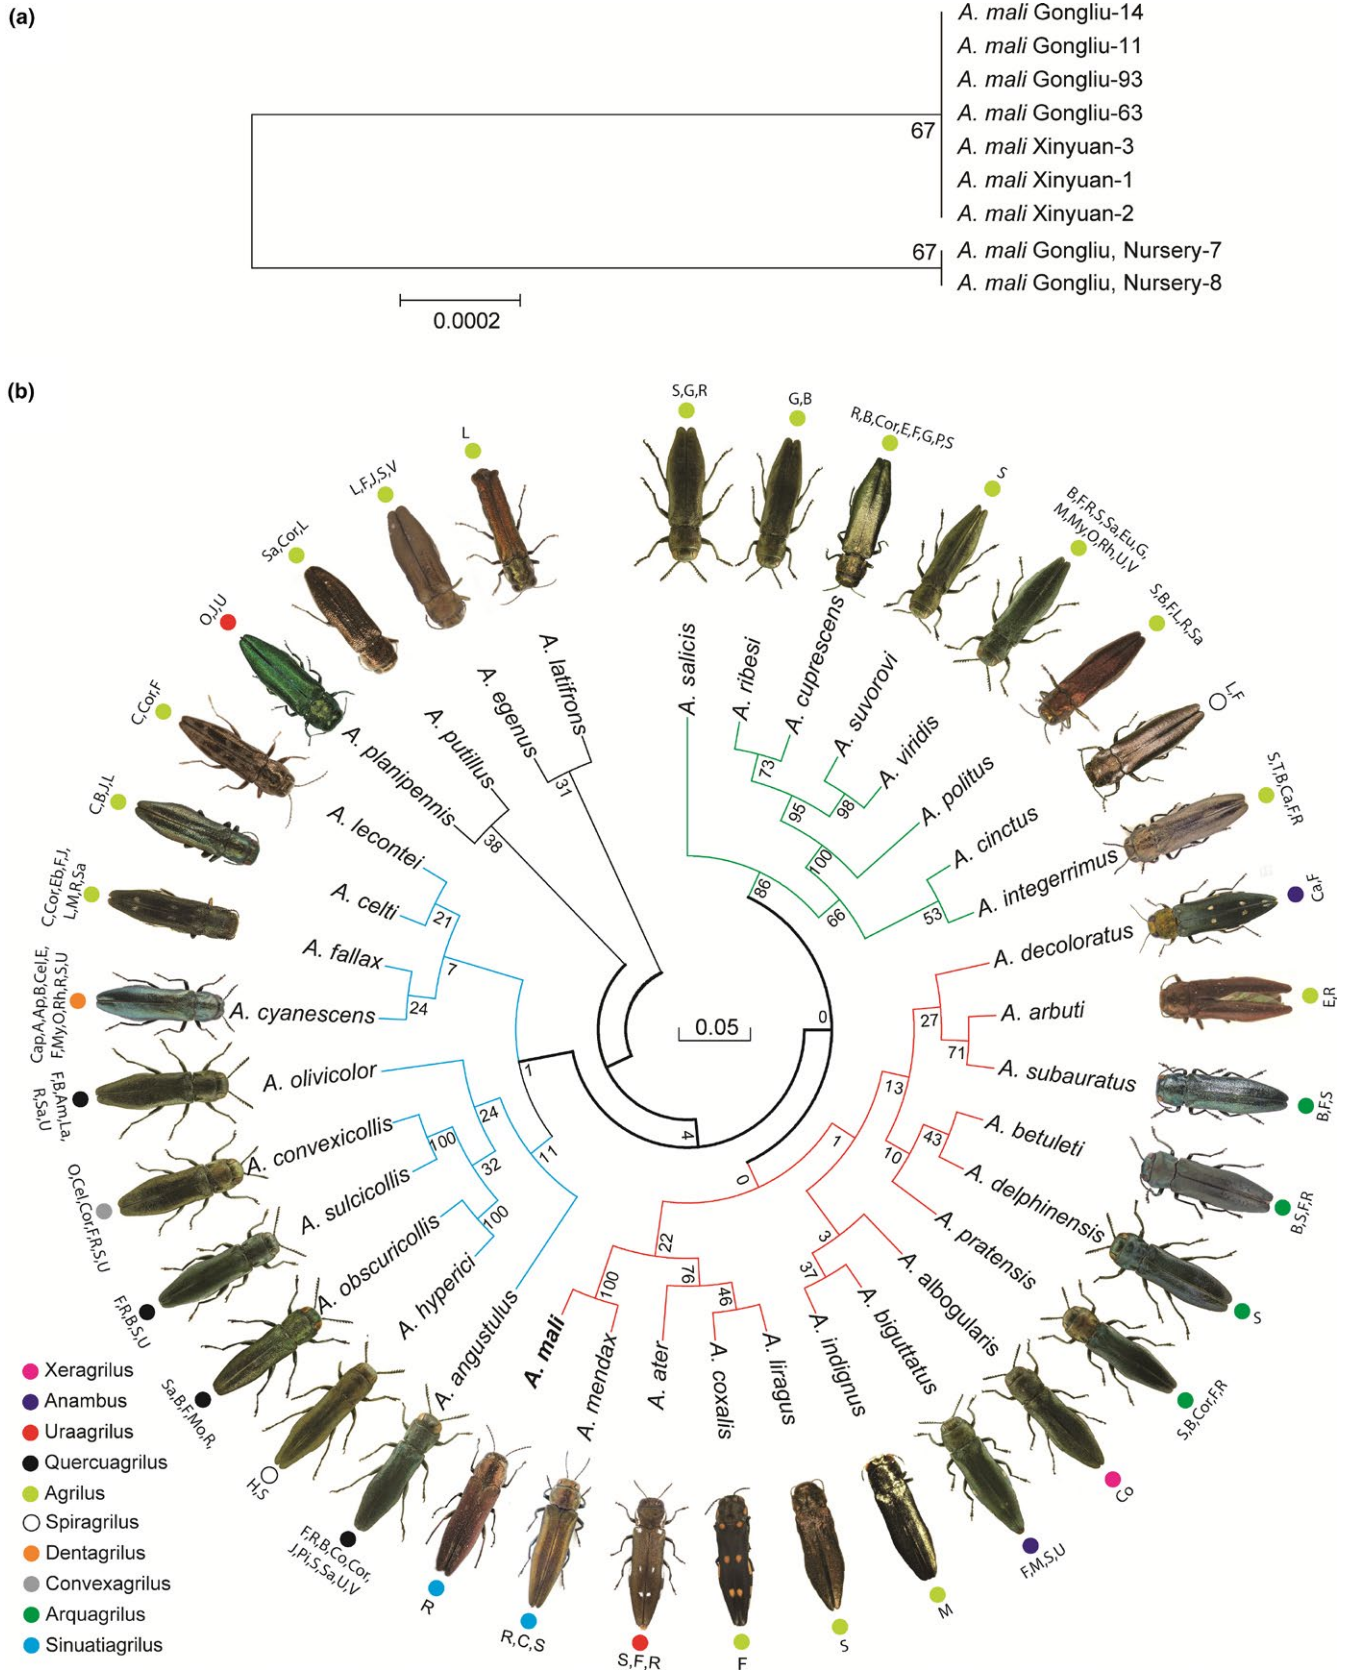 (a)
A. mali Gongliu-14
A. mali Gongliu-11
A. mali Gongliu-93
A. mali Gongliu-63
67
A. mali Xinyuan-3
A. mali Xinyuan-1
A. mali Xinyuan-2
67
A. mali Gongliu, Nursery-7
A. mali Gongliu, Nursery-8
0.0002
(b)
S,G,R
G,B
R,B,Cor,E,F,G,P,S
S
B,F,R,S,Sa,Eu,G,
M,My,O,Rh,U,V
S,B,F,L,R,Sa
L,F
S,T,B,Ca,F,R
Ca,F
E,R
B,F,S
B,S,F,R
S
S,B,Cor,F,R
Co
F,M,S,U
M
S
F
S,F,R
R,C,S
R
F,R,B,Co,Cor,
J,Pi,S,Sa,U,V
H,S
Sa,B,F,Mo,R,
F,R,B,S,U
O,Cel,Cor,F,R,S,U
F,B,Am,La,
R,Sa,U
Cap,A,Ap,B,Cel,E,
F,My,O,Rh,R,S,U
C,Cor,Eb,F,J,
L,M,R,Sa
C,B,J,L
C,Cor,F
O,J,U
Sa,Cor,L
L,F,J,S,V
L
A. salicis
A. ribesi
A. cuprescens
A. suvorovi
A. viridis
A. politus
A. cinctus
A. integerrimus
A. decoloratus
A. arbuti
A. subauratus
A. betuleti
A. delphinensis
A. pratensis
A. albogularis
A. biguttatus
A. indignus
A. liragus
A. coxalis
A. ater
A. mendax
A. mali
A. angustulus
A. hyperici
A. obscuricollis
A. sulcicollis
A. convexicollis
A. olivicolor
A. cyanescens
A. fallax
A. celti
A. lecontei
A. planipennis
A. putillus
A. egenus
A. latifrons
73
95
98
100
86
66
53
0
27
71
13
43
10
1
3
37
0
22
76
46
100
4
1
11
24
32
100
100
7
21
24
38
31
0.05
Xeragrilus
Anambus
Uraagrilus
Quercuagrilus
Agrilus
Spiragrilus
Dentagrilus
Convexagrilus
Arquagrilus
Sinuatiagrilus